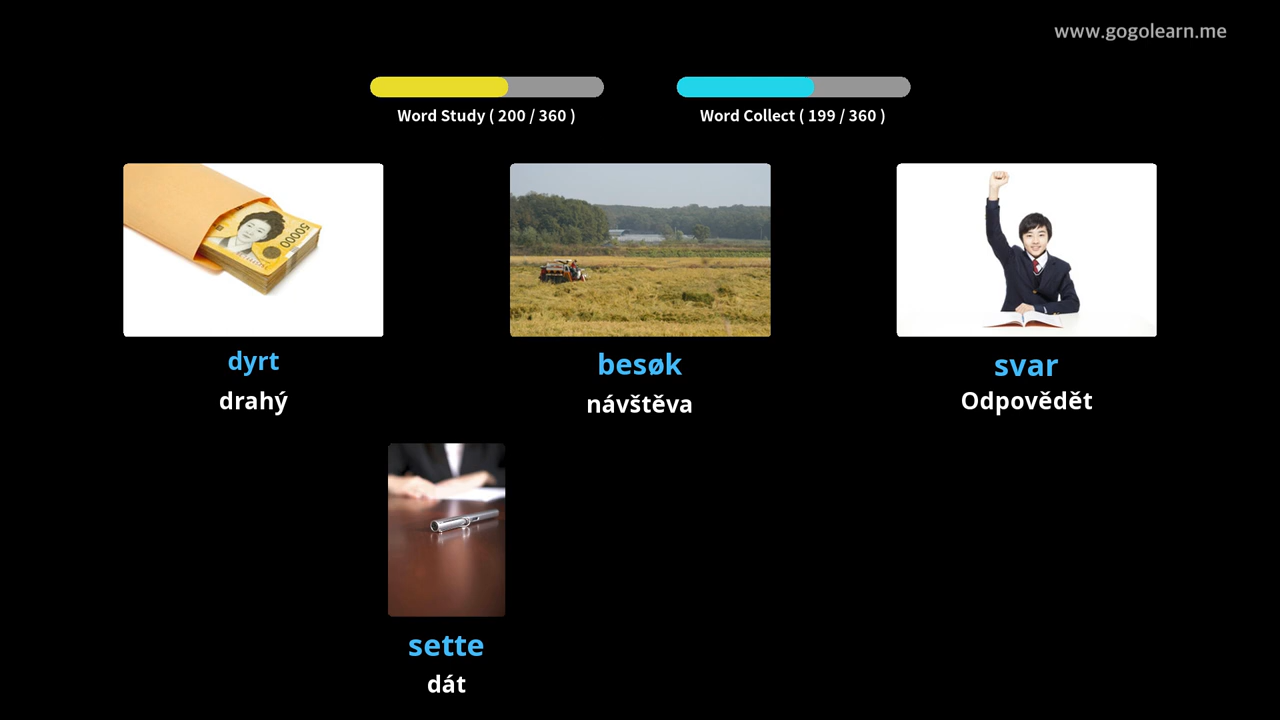 www.gogolearn.me
Word Study ( 200 / 360 )
Word Collect ( 199 / 360 )
50000
dyrt
besøk
svar
drahý
návštěva
Odpovědět
sette
dát